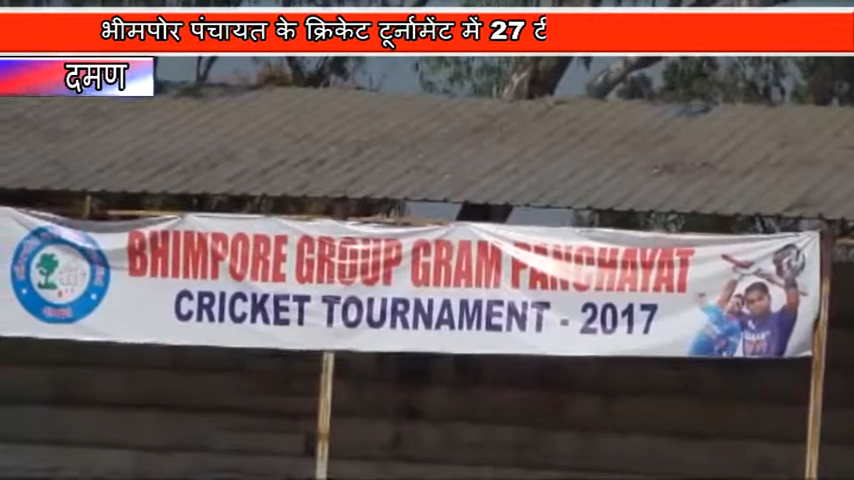 भीमपोर पंचायत के क्रिकेट टूर्नामेंट में 27
दमण
BHIMPORE GROUP GRAM PANCHAYAT
CRICKET TOURNAMENT - 2017